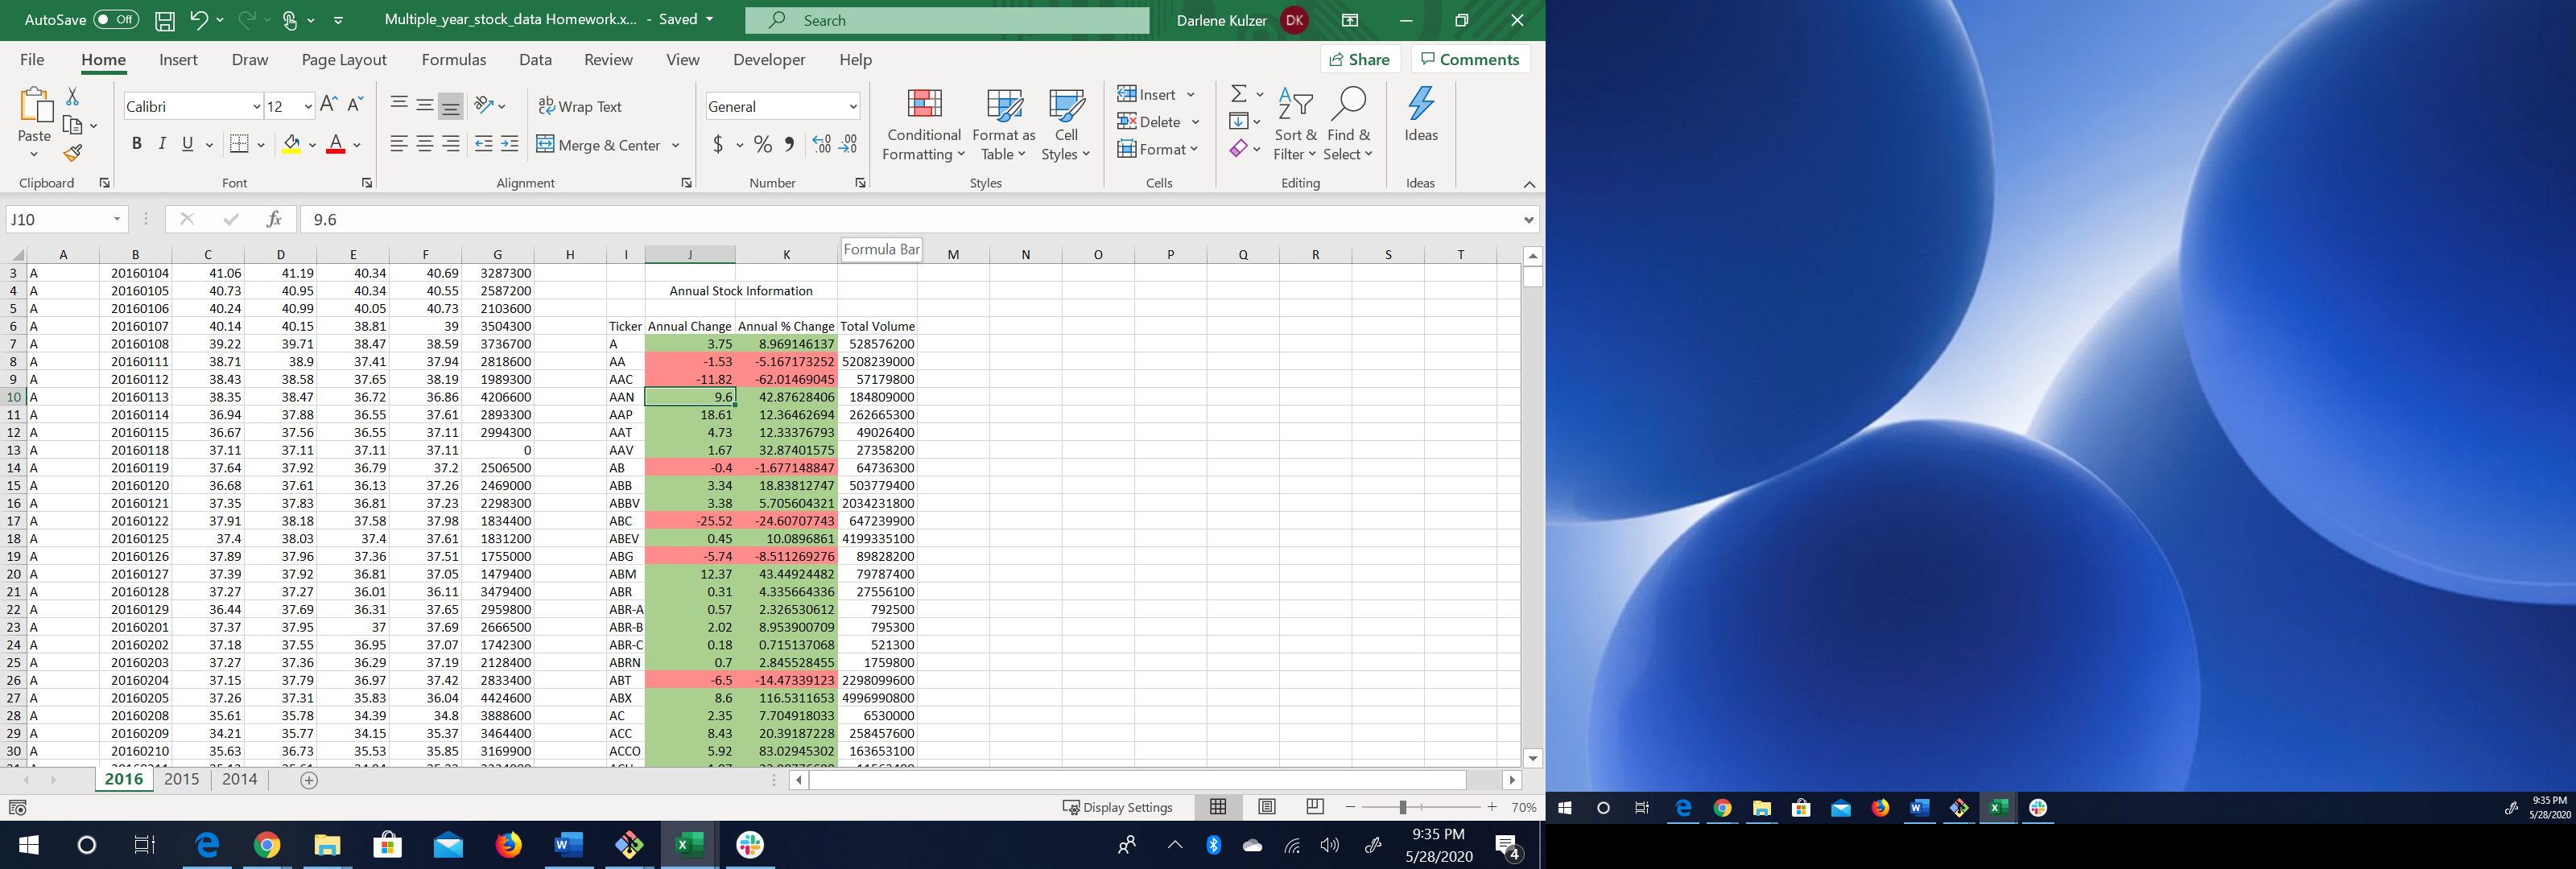 AutoSave Off Multiple_year_stock_data Homework.x... - Saved Search Darlene Kulzer DK
File Home Insert Draw Page Layout Formulas Data Review View Developer Help Share Comments
Paste Calibri 12 Wrap Text General Conditional Formatting Format as Table Cell Styles Insert Sort & Filter Find & Select Ideas
B I U A Merge & Center $ % Delete
Format
Clipboard Font Alignment Number Styles Cells Editing Ideas
J10 fx 9.6
Formula Bar
A B C D E F G H I J K M N O P Q R S T
3 A 20160104 41.06 41.19 40.34 40.69 3287300
4 A 20160105 40.73 40.95 40.34 40.55 2587200 Annual Stock Information
5 A 20160106 40.24 40.99 40.05 40.73 2103600
6 A 20160107 40.14 40.15 38.81 39 3504300 Ticker Annual Change Annual % Change Total Volume
7 A 20160108 39.22 39.71 38.47 38.59 3736700 A 3.75 8.969146137 528576200
8 A 20160111 38.71 38.9 37.41 37.94 2818600 AA -1.53 -5.167173252 5208239000
9 A 20160112 38.43 38.58 37.65 38.19 1989300 AAC -11.82 -62.01469045 57179800
10 A 20160113 38.35 38.47 36.72 36.86 4206600 AAN 9.6 42.87628406 184809000
11 A 20160114 36.94 37.88 36.55 37.61 2893300 AAP 18.61 12.36462694 262665300
12 A 20160115 36.67 37.56 36.55 37.11 2994300 AAT 4.73 12.33376793 49026400
13 A 20160118 37.11 37.11 37.11 37.11 0 AAV 1.67 32.87401575 27358200
14 A 20160119 37.64 37.92 36.79 37.2 2506500 AB -0.4 -1.677148847 64736300
15 A 20160120 36.68 37.61 36.13 37.26 2469000 ABB 3.34 18.83812747 503779400
16 A 20160121 37.35 37.83 36.81 37.23 2298300 ABBV 3.38 5.705604321 2034231800
17 A 20160122 37.91 38.18 37.58 37.98 1834400 ABC -25.52 -24.60707743 647239900
18 A 20160125 37.4 38.03 37.4 37.61 1831200 ABEV 0.45 10.0896861 4199335100
19 A 20160126 37.89 37.96 37.36 37.51 1755000 ABG -5.74 -8.511269276 89828200
20 A 20160127 37.39 37.92 36.81 37.05 1479400 ABM 12.37 43.44924482 79787400
21 A 20160128 37.27 37.27 36.01 36.11 3479400 ABR 0.31 4.335664336 27556100
22 A 20160129 36.44 37.69 36.31 37.65 2959800 ABR-A 0.57 2.326530612 792500
23 A 20160201 37.37 37.95 37 37.69 2666500 ABR-B 2.02 8.953900709 795300
24 A 20160202 37.18 37.55 36.95 37.07 1742300 ABR-C 0.18 0.715137068 521300
25 A 20160203 37.27 37.36 36.29 37.19 2128400 ABRN 0.7 2.845528455 1759800
26 A 20160204 37.15 37.79 36.97 37.42 2833400 ABT -6.5 -14.47339123 2298099600
27 A 20160205 37.26 37.31 35.83 36.04 4424600 ABX 8.6 116.5311653 4996990800
28 A 20160208 35.61 35.78 34.39 34.8 3888600 AC 2.35 7.704918033 6530000
29 A 20160209 34.21 35.77 34.15 35.37 3464400 ACC 8.43 20.39187228 258457600
30 A 20160210 35.63 36.73 35.53 35.85 3169900 ACCO 5.92 83.02945302 163653100
2016 2015 2014
Display Settings 70%
9:35 PM
5/28/2020
4
9:35 PM
5/28/2020